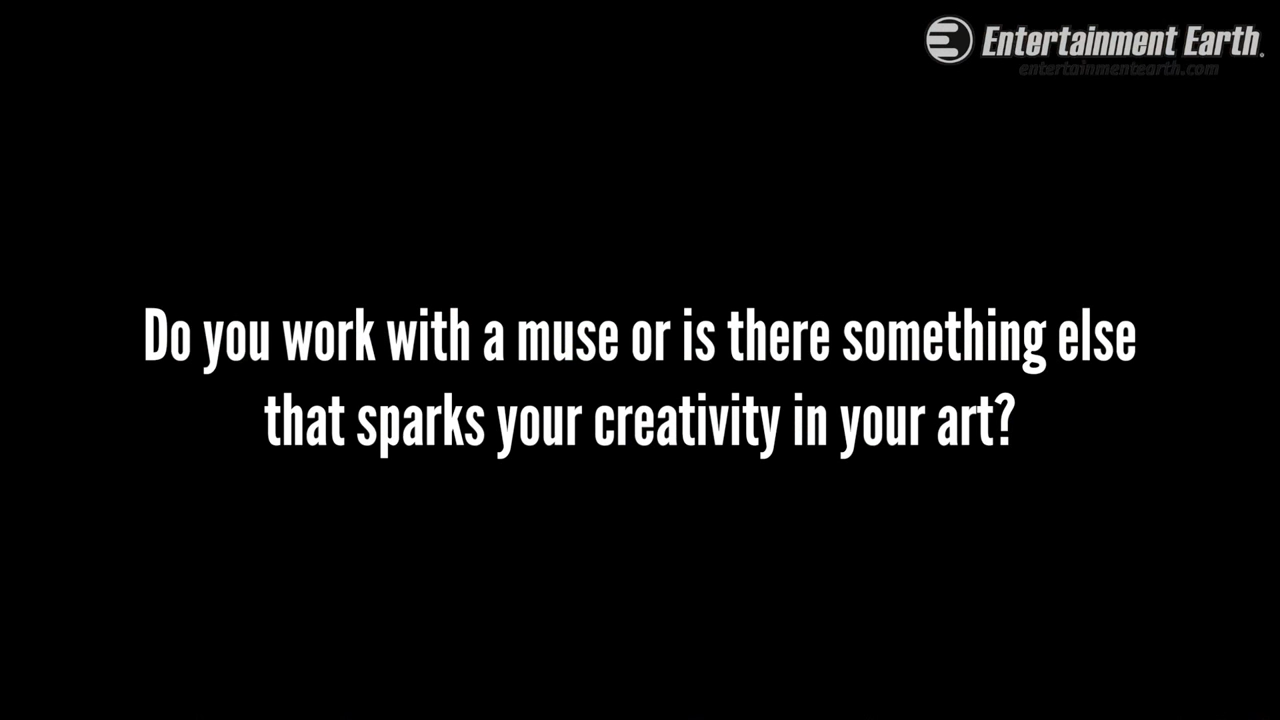 Entertainment Earth.
entertainmentearth.com
Do you work with a muse or is there something else
that sparks your creativity in your art?